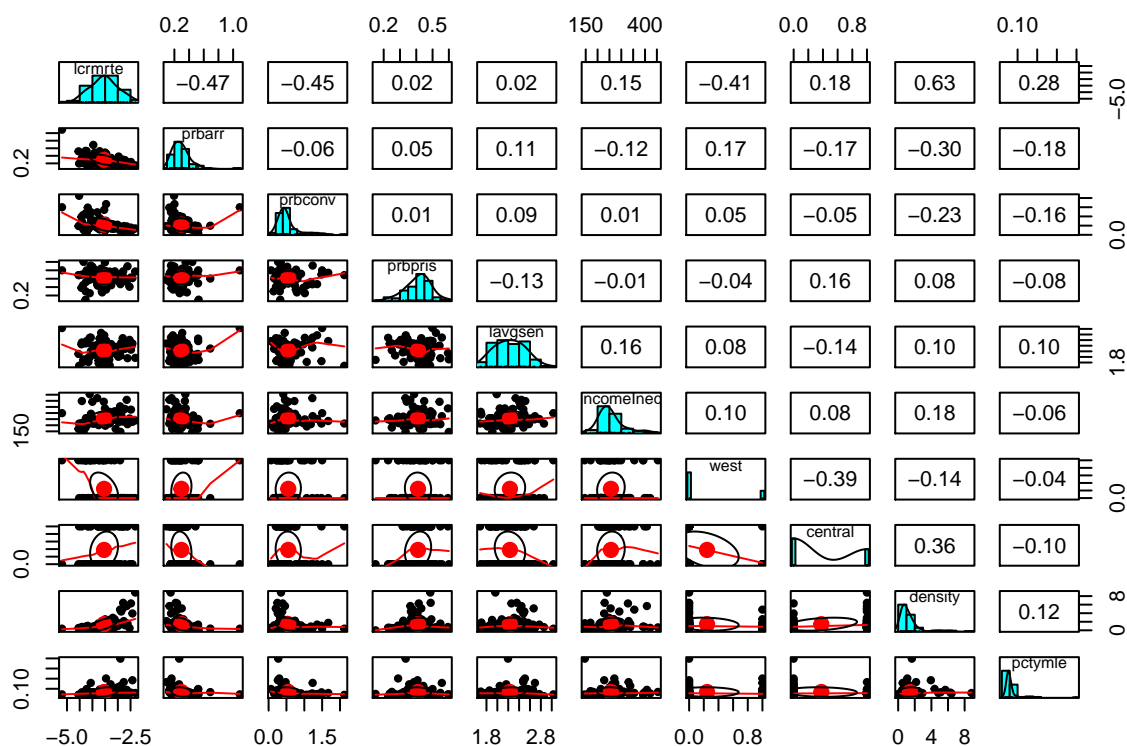 0.2 1.0 0.2 0.5 150 400 0.0 0.8 0.10
lcrmrte −0.47 −0.45 0.02 0.02 0.15 −0.41 0.18 0.63 0.28 −5.0
0.2 prbarr −0.06 0.05 0.11 −0.12 0.17 −0.17 −0.30 −0.18
prbconv 0.01 0.09 0.01 0.05 −0.05 −0.23 −0.16 0.0
0.2 prbpris −0.13 −0.01 −0.04 0.16 0.08 −0.08
lavgsen 0.16 0.08 −0.14 0.10 0.10 1.8
150 ncomeIneq 0.10 0.08 0.18 −0.06
west −0.39 −0.14 −0.04 0.0
0.0 central 0.36 −0.10
density 0.12 0 8
0.10 pctymle
−5.0 −2.5 0.0 1.5 1.8 2.8 0.0 0.8 0 4 8